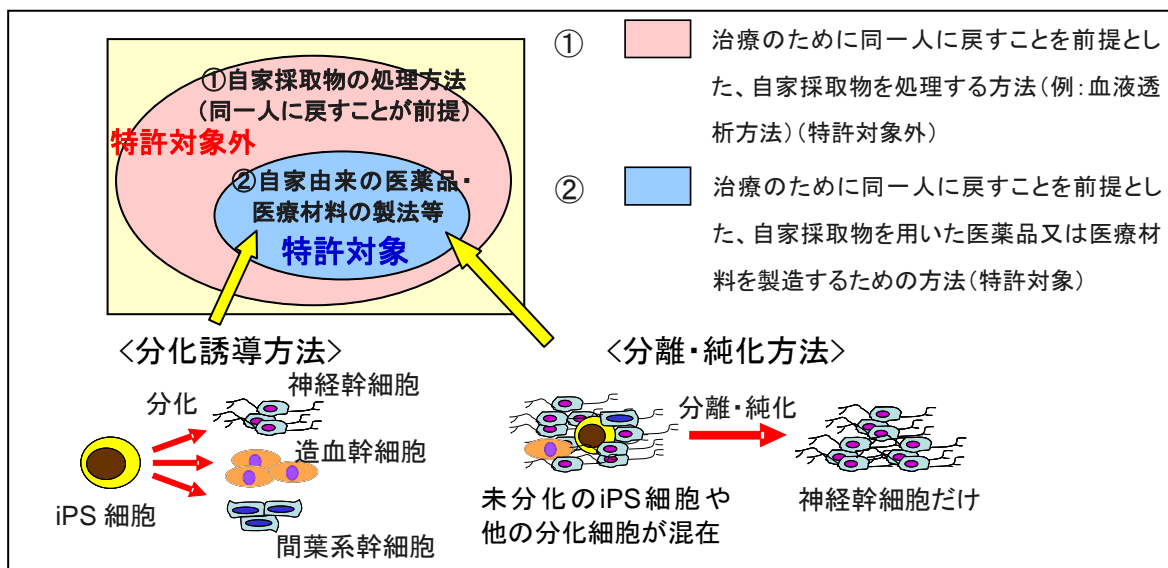 ①自家採取物の処理方法
(同一人に戻すことが前提)
特許対象外
②自家由来の医薬品・
医療材料の製法等
特許対象
① 治療のために同一人に戻すことを前提とし
た、自家採取物を処理する方法(例:血液透
析方法)(特許対象外)
② 治療のために同一人に戻すことを前提とし
た、自家採取物を用いた医薬品又は医療材
料を製造するための方法(特許対象)
<分化誘導方法>
分化
神経幹細胞
造血幹細胞
iPS 細胞
間葉系幹細胞
<分離・純化方法>
分離・純化
未分化のiPS細胞や
他の分化細胞が混在
神経幹細胞だけ